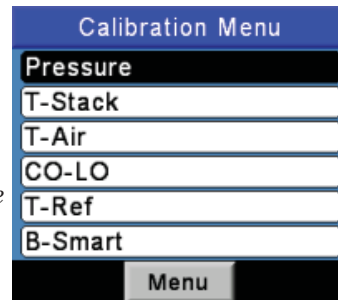 Calibration Menu
Pressure
T-Stack
T-Air
CO-LO
T-Ref
B-Smart
Menu